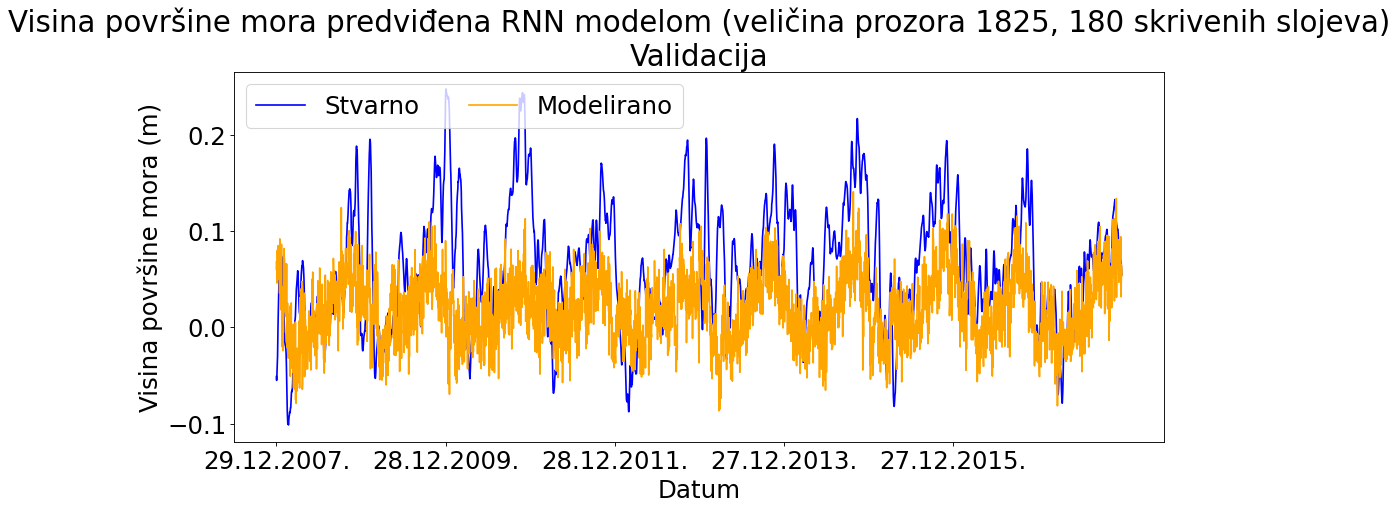 Visina površine mora predviđena RNN modelom (veličina prozora 1825, 180 skrivenih slojeva)
Validacija
Stvarno Modelirano
Visina površine mora (m)
0.2
0.1
0.0
−0.1
29.12.2007. 28.12.2009. 28.12.2011. 27.12.2013. 27.12.2015.
Datum